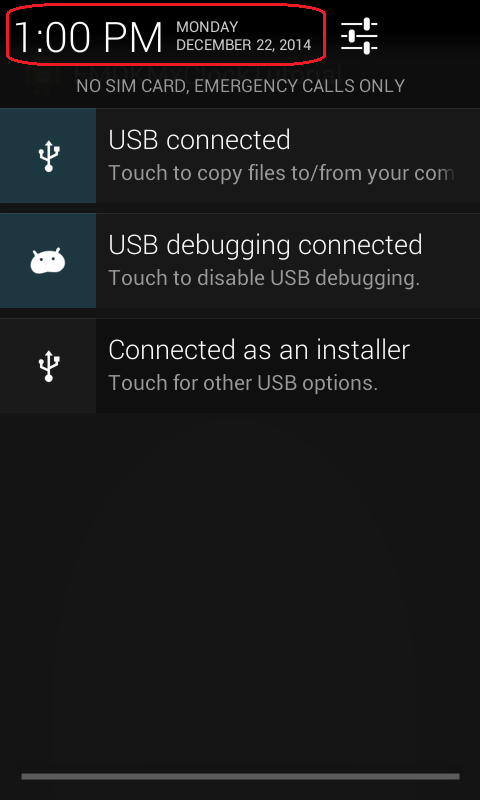 1:00 PM
MONDAY
DECEMBER 22, 2014
EMDKMxClockTutorial
NO SIM CARD, EMERGENCY CALLS ONLY
USB connected
Touch to copy files to/from your com
USB debugging connected
Touch to disable USB debugging.
Connected as an installer
Touch for other USB options.